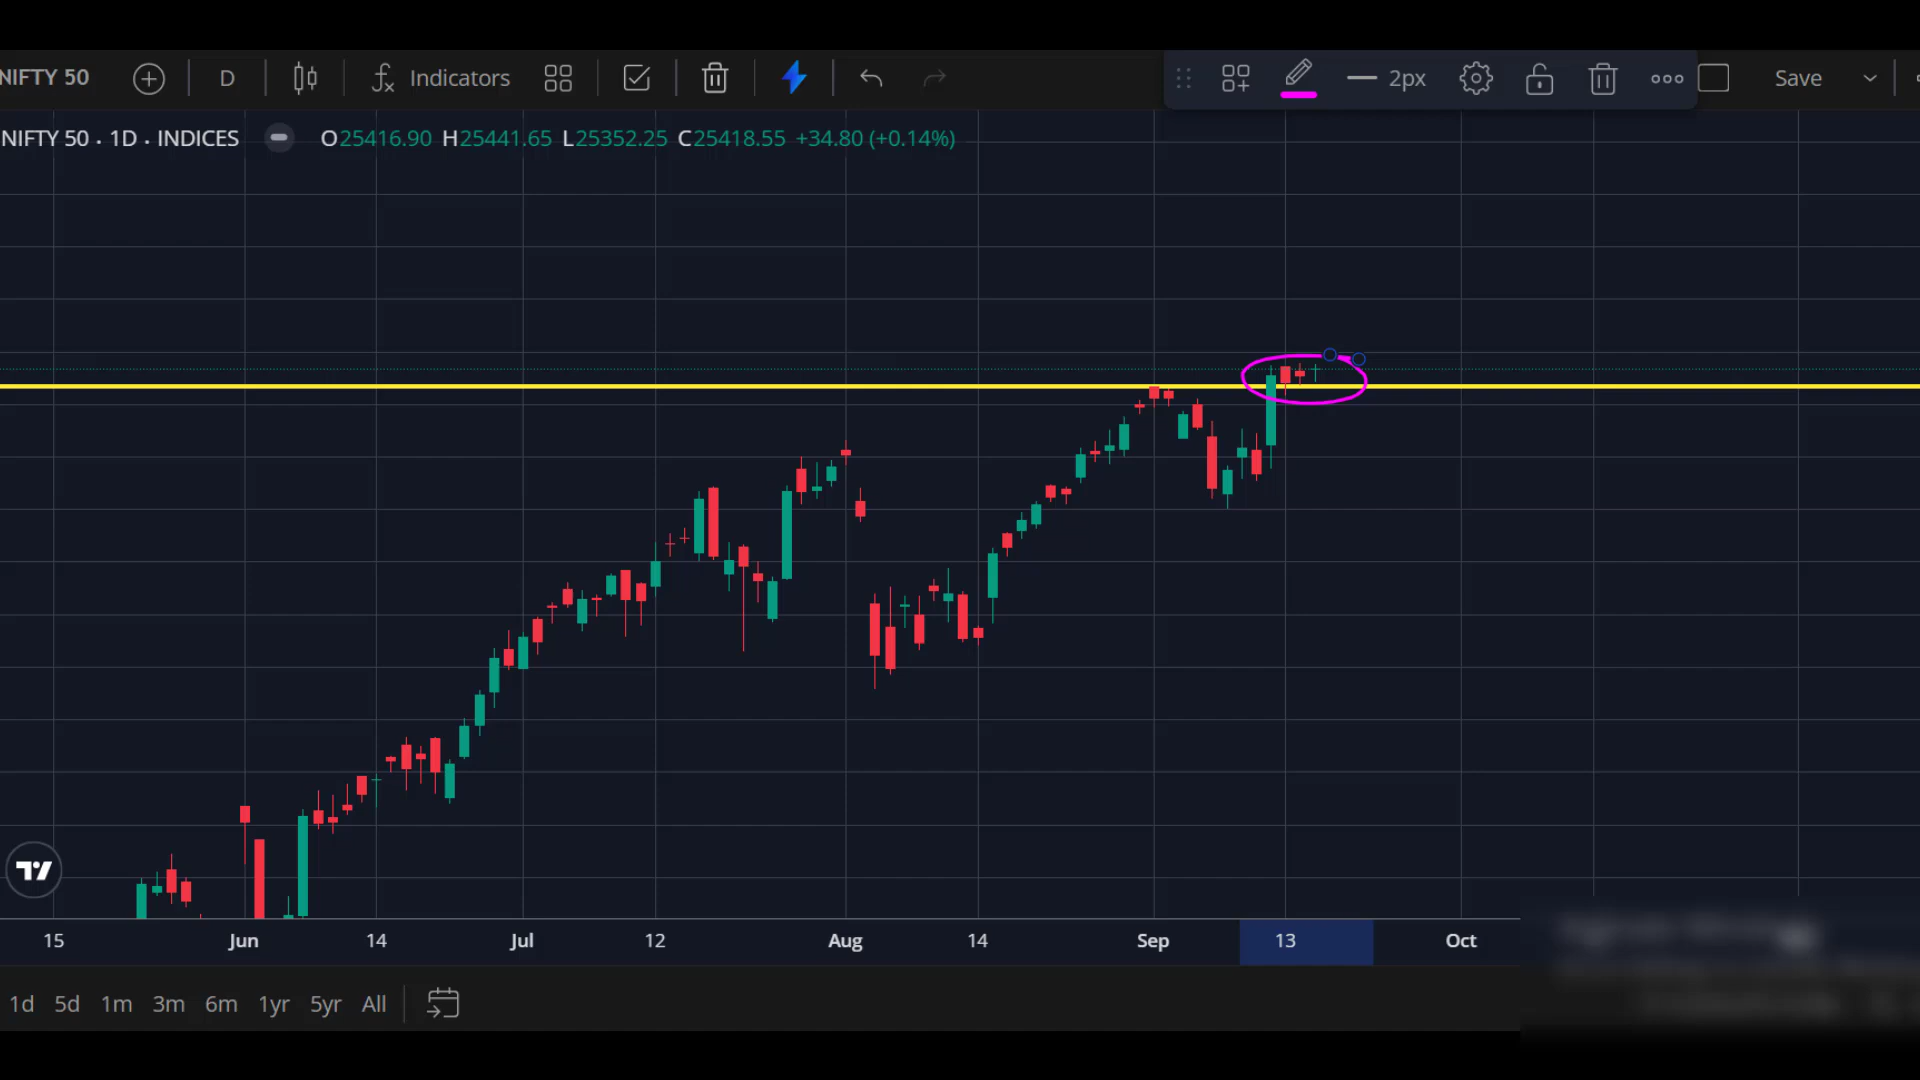 NIFTY 50 D Indicators 2px Save
NIFTY 50 · 1D · INDICES O25416.90 H25441.65 L25352.25 C25418.55 +34.80 (+0.14%)
15 Jun 14 Jul 12 Aug 14 Sep 13 Oct
1d 5d 1m 3m 6m 1yr 5yr All